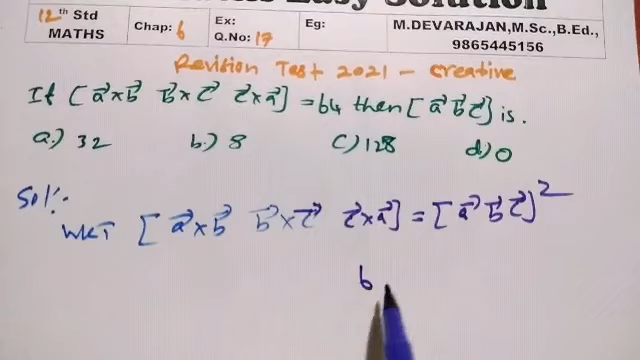 12th Std
MATHS
Chap: 6
Ex:
Q.No: 19
Eg:
M.DEVARAJAN,M.Sc.,B.Ed.,
9865445156
Revision Test 2021 - Creative
If [a⃗×b⃗ b⃗×c⃗ c⃗×a⃗] = 64 then [a⃗ b⃗ c⃗] is.
a.) 32 b.) 8 c.) 128 d.) 0
Sol:-
WKT [a⃗×b⃗ b⃗×c⃗ c⃗×a⃗] = [a⃗ b⃗ c⃗]²
6